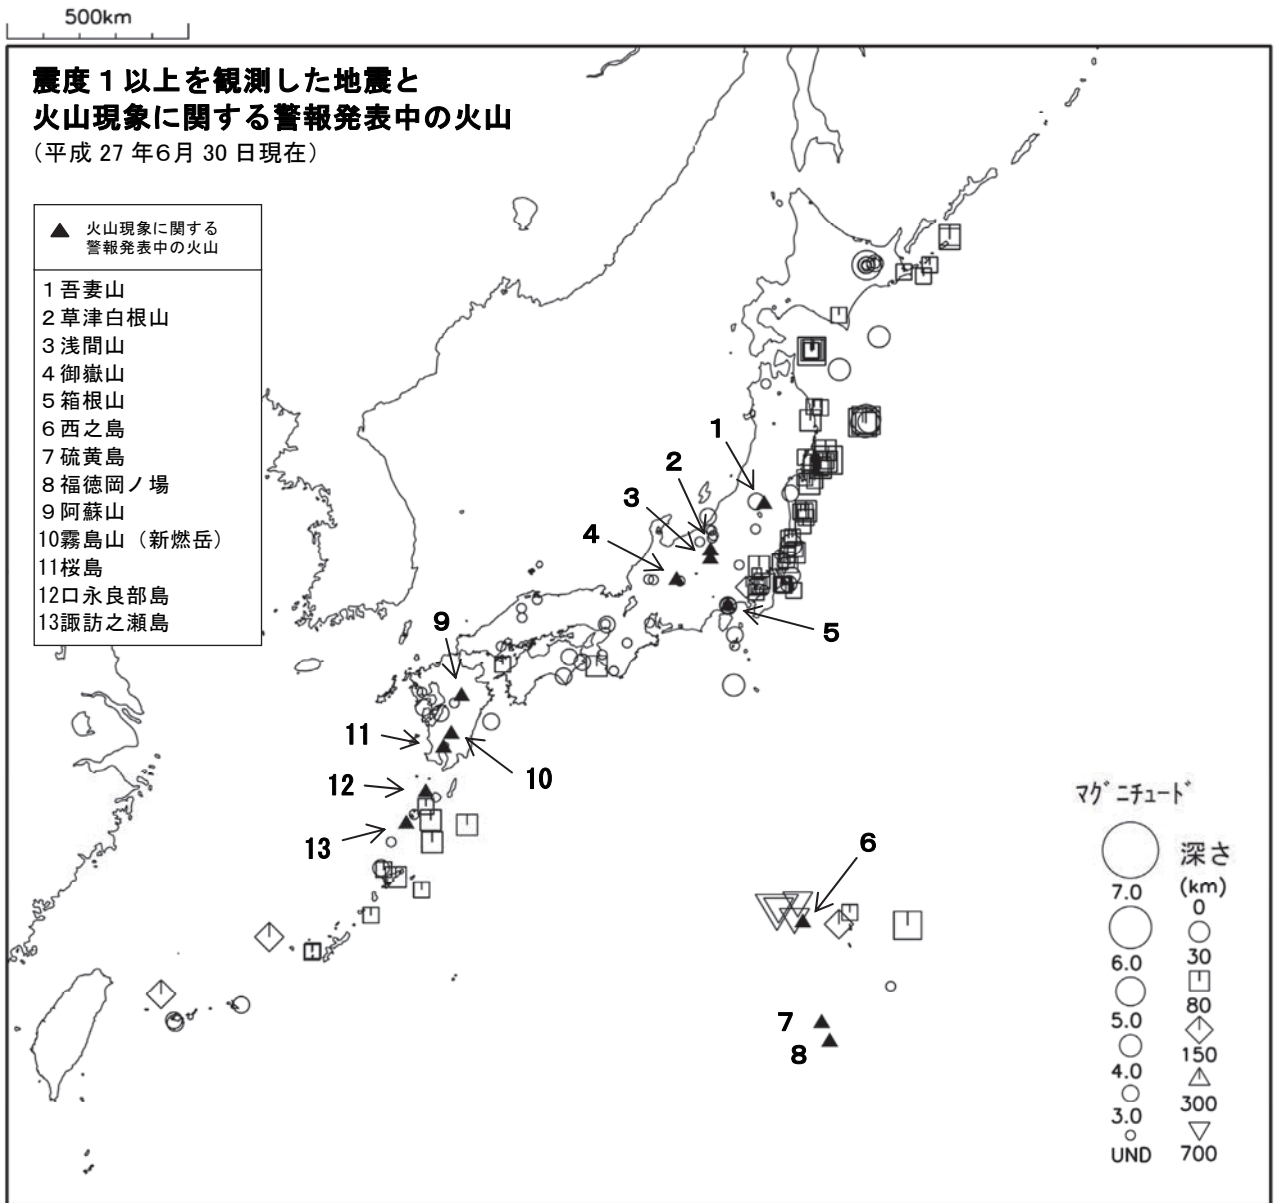 500km
震度１以上を観測した地震と
火山現象に関する警報発表中の火山
（平成 27 年６月 30 日現在）
▲ 火山現象に関する
警報発表中の火山
1 吾妻山
2 草津白根山
3 浅間山
4 御嶽山
5 箱根山
6 西之島
7 硫黄島
8 福徳岡ノ場
9 阿蘇山
10霧島山（新燃岳）
11桜島
12口永良部島
13諏訪之瀬島
1
2
3
4
5
9
11
10
12
13
6
7
8
ﾏｸﾞﾆﾁｭｰﾄﾞ
7.0
6.0
5.0
4.0
3.0
UND
深さ
(km)
0
30
80
150
300
700